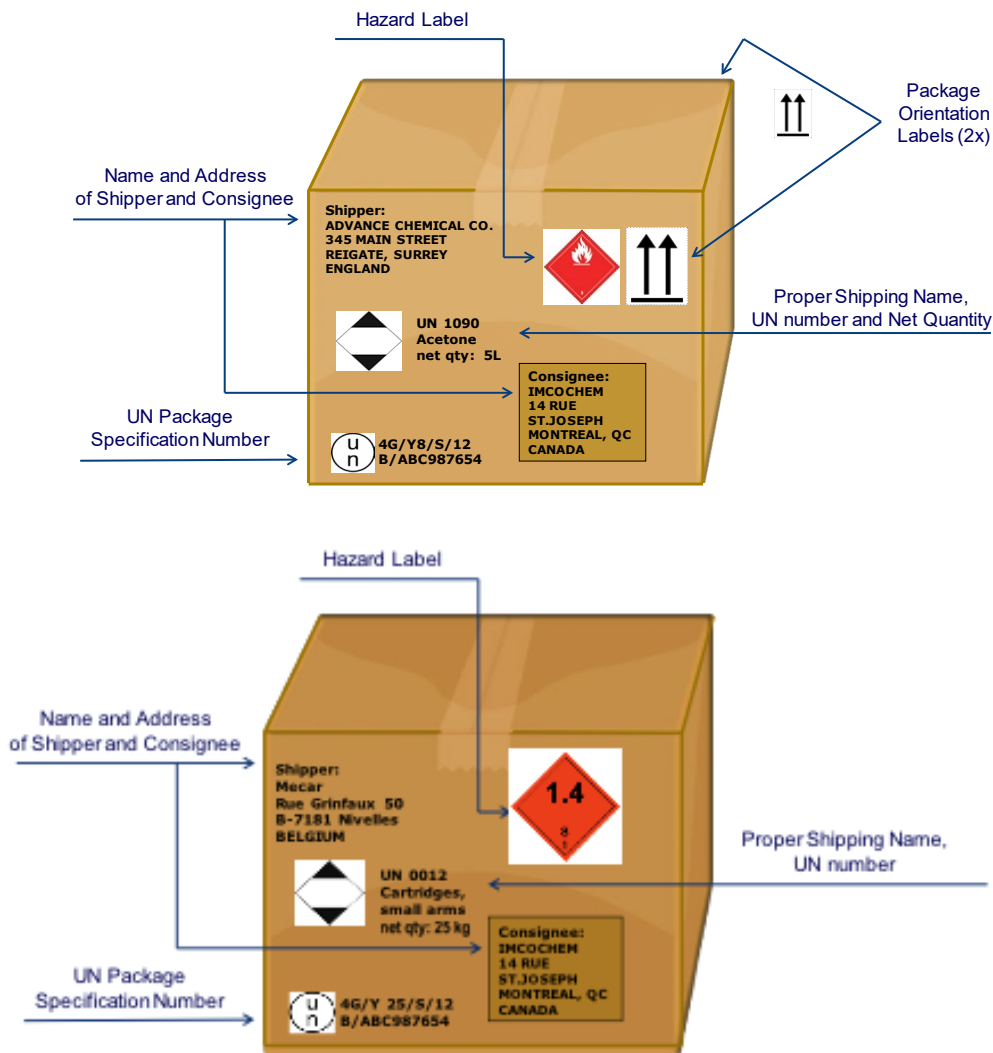 Hazard Label
Package
Orientation
Labels (2x)
Name and Address
of Shipper and Consignee
Shipper:
ADVANCE CHEMICAL CO.
345 MAIN STREET
REIGATE, SURREY
ENGLAND
Proper Shipping Name,
UN number and Net Quantity
UN 1090
Acetone
net qty: 5L
Consignee:
IMCOCHEM
14 RUE
ST.JOSEPH
MONTREAL, QC
CANADA
UN Package
Specification Number
u
n
4G/Y8/S/12
B/ABC987654
Hazard Label
Name and Address
of Shipper and Consignee
Shipper:
Mecar
Rue Grinfaux 50
B-7181 Nivelles
BELGIUM
1.4
8
1
Proper Shipping Name,
UN number
UN 0012
Cartridges,
small arms
net qty: 25 kg
Consignee:
IMCOCHEM
14 RUE
ST.JOSEPH
MONTREAL, QC
CANADA
UN Package
Specification Number
u
n
4G/Y 25/S/12
B/ABC987654